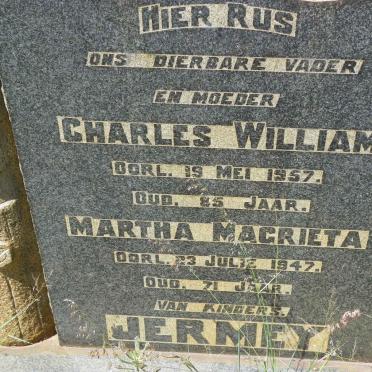 HIER RUS
ONS DIERBARE VADER
EN MOEDER
CHARLES WILLIAM
OORL. 19 MEI 1957.
OUD. 85 JAAR.
MARTHA MAGRIETA
OORL. 23 JULIE 1947.
OUD. 71 JAAR.
VAN KINDERS.
JERMEY